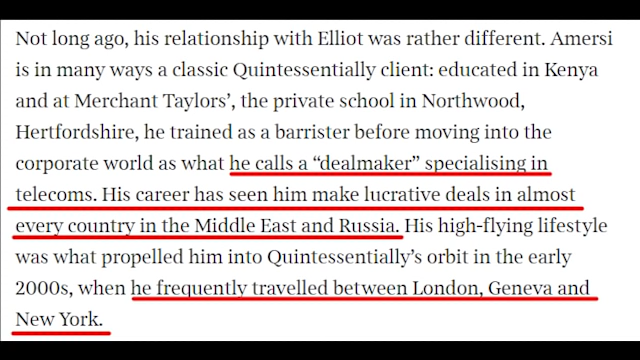 Not long ago, his relationship with Elliot was rather different. Amersi
is in many ways a classic Quintessentially client: educated in Kenya
and at Merchant Taylors’, the private school in Northwood,
Hertfordshire, he trained as a barrister before moving into the
corporate world as what he calls a “dealmaker” specialising in
telecoms. His career has seen him make lucrative deals in almost
every country in the Middle East and Russia. His high-flying lifestyle
was what propelled him into Quintessentially’s orbit in the early
2000s, when he frequently travelled between London, Geneva and
New York.